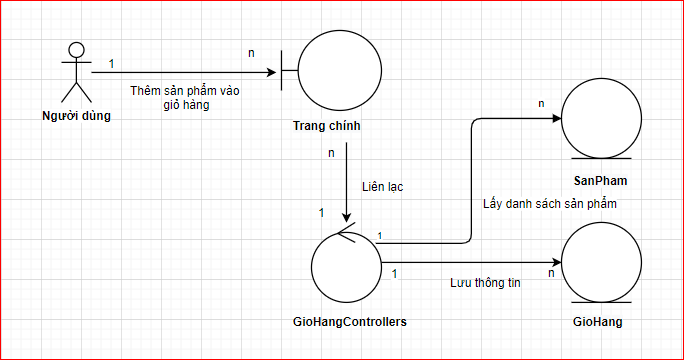 1
n
Thêm sản phẩm vào
giỏ hàng
Người dùng
Trang chính
n
Liên lạc
1
n
SanPham
Lấy danh sách sản phẩm
1
1
n
Lưu thông tin
GioHangControllers
GioHang